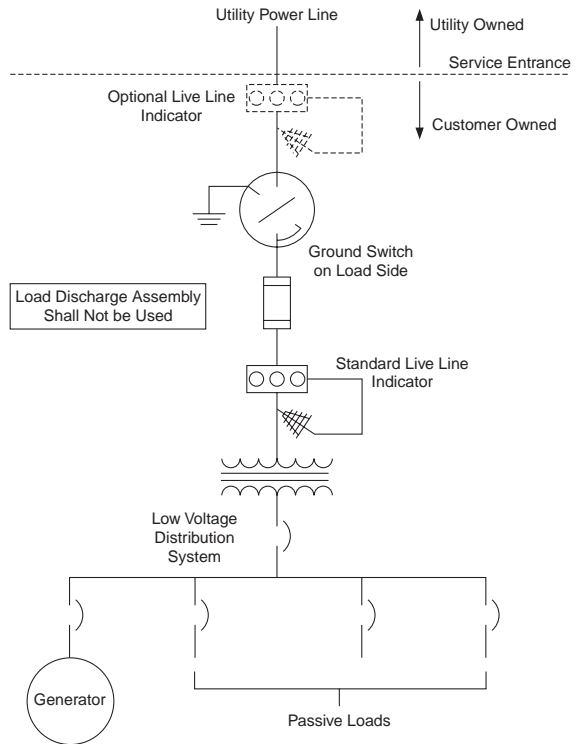 Utility Power Line
Utility Owned
Service Entrance
Optional Live Line
Indicator
Customer Owned
Ground Switch
on Load Side
Load Discharge Assembly
Shall Not be Used
Standard Live Line
Indicator
Low Voltage
Distribution
System
Generator
Passive Loads